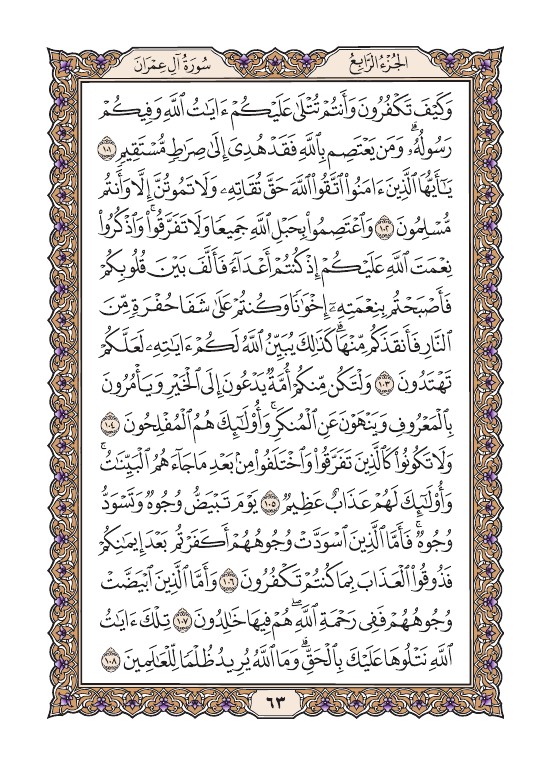 الجُزْءُ الرَّابِعُ
سُورَةُ آلِ عِمْرَانَ
وَكَيْفَ تَكْفُرُونَ وَأَنتُمْ تُتْلَىٰ عَلَيْكُمْ ءَايَٰتُ ٱللَّهِ وَفِيكُمْ
رَسُولُهُۥۗ وَمَن يَعْتَصِم بِٱللَّهِ فَقَدْ هُدِىَ إِلَىٰ صِرَٰطٍ مُّسْتَقِيمٍ ١٠١
يَٰٓأَيُّهَا ٱلَّذِينَ ءَامَنُوا۟ ٱتَّقُوا۟ ٱللَّهَ حَقَّ تُقَاتِهِۦ وَلَا تَمُوتُنَّ إِلَّا وَأَنتُم
مُّسْلِمُونَ ١٠٢ وَٱعْتَصِمُوا۟ بِحَبْلِ ٱللَّهِ جَمِيعًا وَلَا تَفَرَّقُوا۟ۚ وَٱذْكُرُوا۟
نِعْمَتَ ٱللَّهِ عَلَيْكُمْ إِذْ كُنتُمْ أَعْدَآءً فَأَلَّفَ بَيْنَ قُلُوبِكُمْ
فَأَصْبَحْتُم بِنِعْمَتِهِۦٓ إِخْوَٰنًا وَكُنتُمْ عَلَىٰ شَفَا حُفْرَةٍ مِّنَ
ٱلنَّارِ فَأَنقَذَكُم مِّنْهَاۗ كَذَٰلِكَ يُبَيِّنُ ٱللَّهُ لَكُمْ ءَايَٰتِهِۦ لَعَلَّكُمْ
تَهْتَدُونَ ١٠٣ وَلْتَكُن مِّنكُمْ أُمَّةٌ يَدْعُونَ إِلَى ٱلْخَيْرِ وَيَأْمُرُونَ
بِٱلْمَعْرُوفِ وَيَنْهَوْنَ عَنِ ٱلْمُنكَرِۚ وَأُو۟لَٰٓئِكَ هُمُ ٱلْمُفْلِحُونَ ١٠٤
وَلَا تَكُونُوا۟ كَٱلَّذِينَ تَفَرَّقُوا۟ وَٱخْتَلَفُوا۟ مِنۢ بَعْدِ مَا جَآءَهُمُ ٱلْبَيِّنَٰتُۚ
وَأُو۟لَٰٓئِكَ لَهُمْ عَذَابٌ عَظِيمٌ ١٠٥ يَوْمَ تَبْيَضُّ وُجُوهٌ وَتَسْوَدُّ
وُجُوهٌۚ فَأَمَّا ٱلَّذِينَ ٱسْوَدَّتْ وُجُوهُهُمْ أَكَفَرْتُم بَعْدَ إِيمَٰنِكُمْ
فَذُوقُوا۟ ٱلْعَذَابَ بِمَا كُنتُمْ تَكْفُرُونَ ١٠٦ وَأَمَّا ٱلَّذِينَ ٱبْيَضَّتْ
وُجُوهُهُمْ فَفِى رَحْمَةِ ٱللَّهِۖ هُمْ فِيهَا خَٰلِدُونَ ١٠٧ تِلْكَ ءَايَٰتُ
ٱللَّهِ نَتْلُوهَا عَلَيْكَ بِٱلْحَقِّۗ وَمَا ٱللَّهُ يُرِيدُ ظُلْمًا لِّلْعَٰلَمِينَ ١٠٨
٦٣